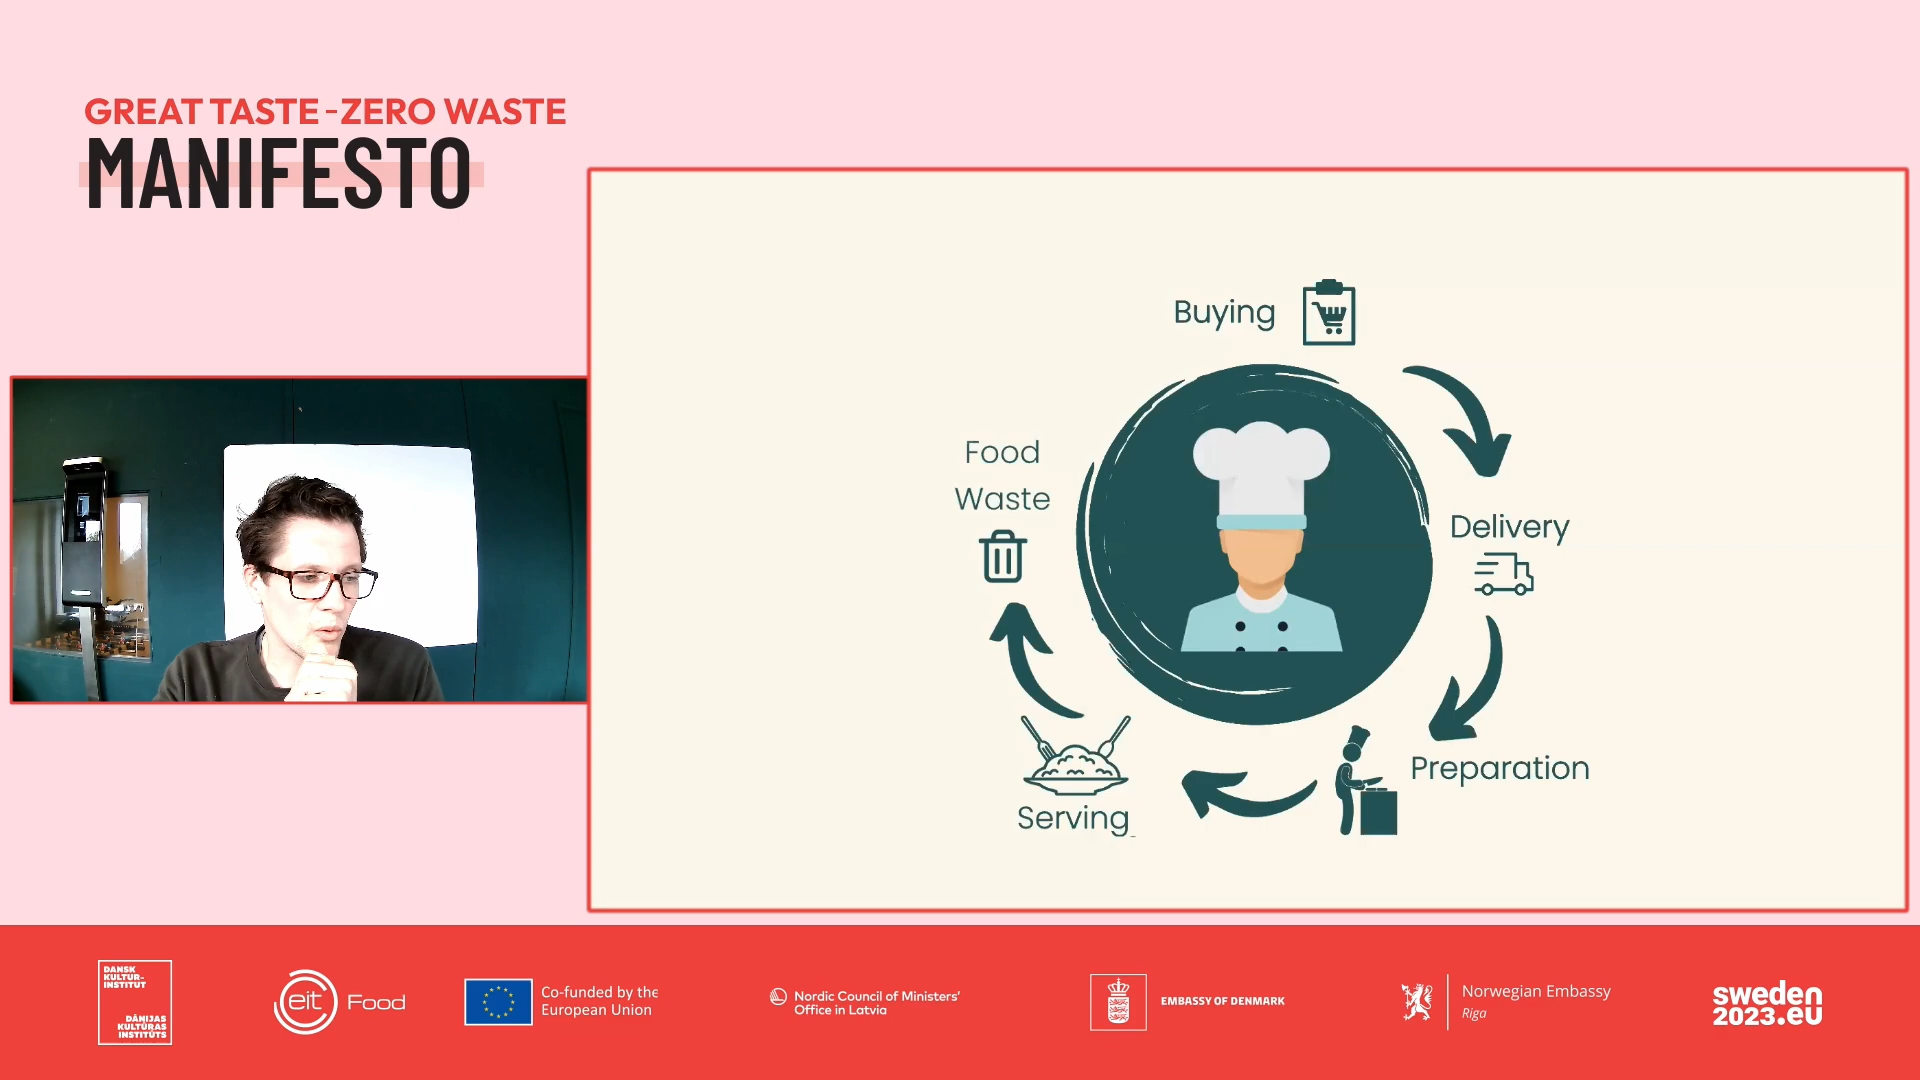 GREAT TASTE-ZERO WASTE
MANIFESTO
Buying
Food
Waste
Delivery
Preparation
Serving
DANSK
KULTUR-
INSTITUT
DĀNIJAS
KULTŪRAS
INSTITŪTS
eit Food
Co-funded by the
European Union
Nordic Council of Ministers'
Office in Latvia
EMBASSY OF DENMARK
Norwegian Embassy
Riga
sweden
2023.eu